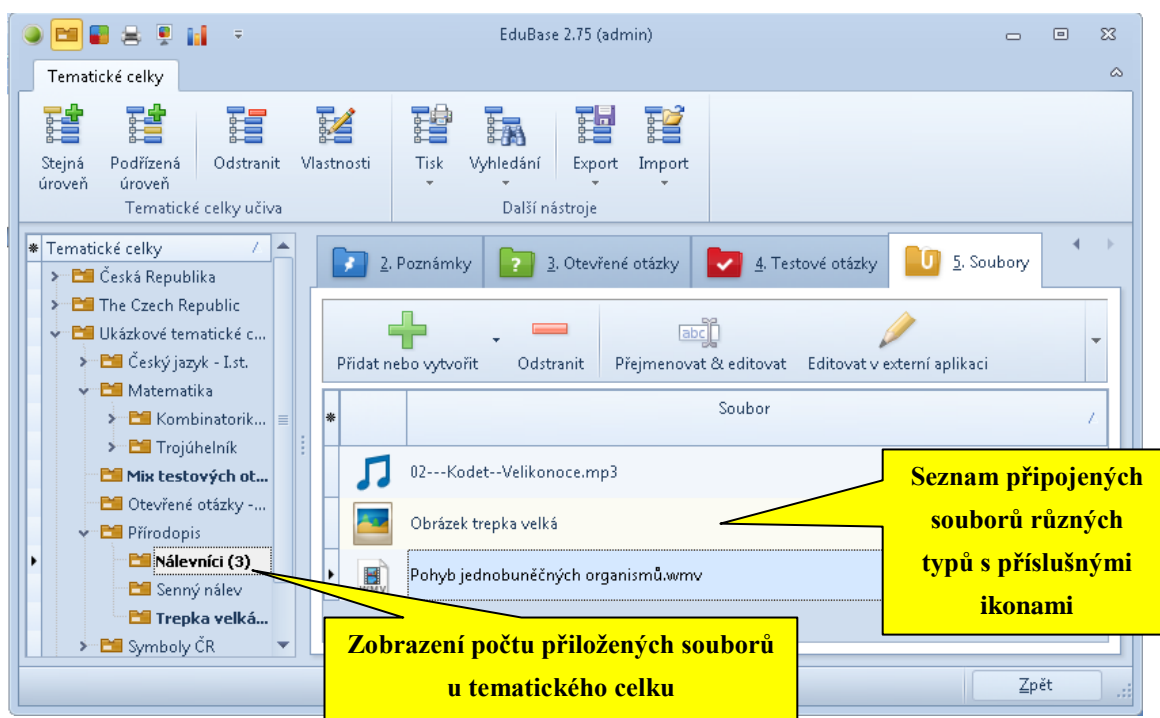 EduBase 2.75 (admin)
Tematické celky
Stejná úroveň
Podřízená úroveň
Odstranit
Vlastnosti
Tisk
Vyhledání
Export
Import
Tematické celky učiva
Další nástroje
Tematické celky
Česká Republika
The Czech Republic
Ukázkové tematické c...
Český jazyk - I.st.
Matematika
Kombinatorik...
Trojúhelník
Mix testových ot...
Otevřené otázky -...
Přírodopis
Nálevníci (3)
Senný nálev
Trepka velká...
Symboly ČR
2. Poznámky
3. Otevřené otázky
4. Testové otázky
5. Soubory
Přidat nebo vytvořit
Odstranit
abc
Přejmenovat & editovat
Editovat v externí aplikaci
Soubor
02---Kodet--Velikonoce.mp3
Obrázek trepka velká
WMV
Pohyb jednobuněčných organismů.wmv
Seznam připojených
souborů různých
typů s příslušnými
ikonami
Zobrazení počtu přiložených souborů
u tematického celku
Zpět